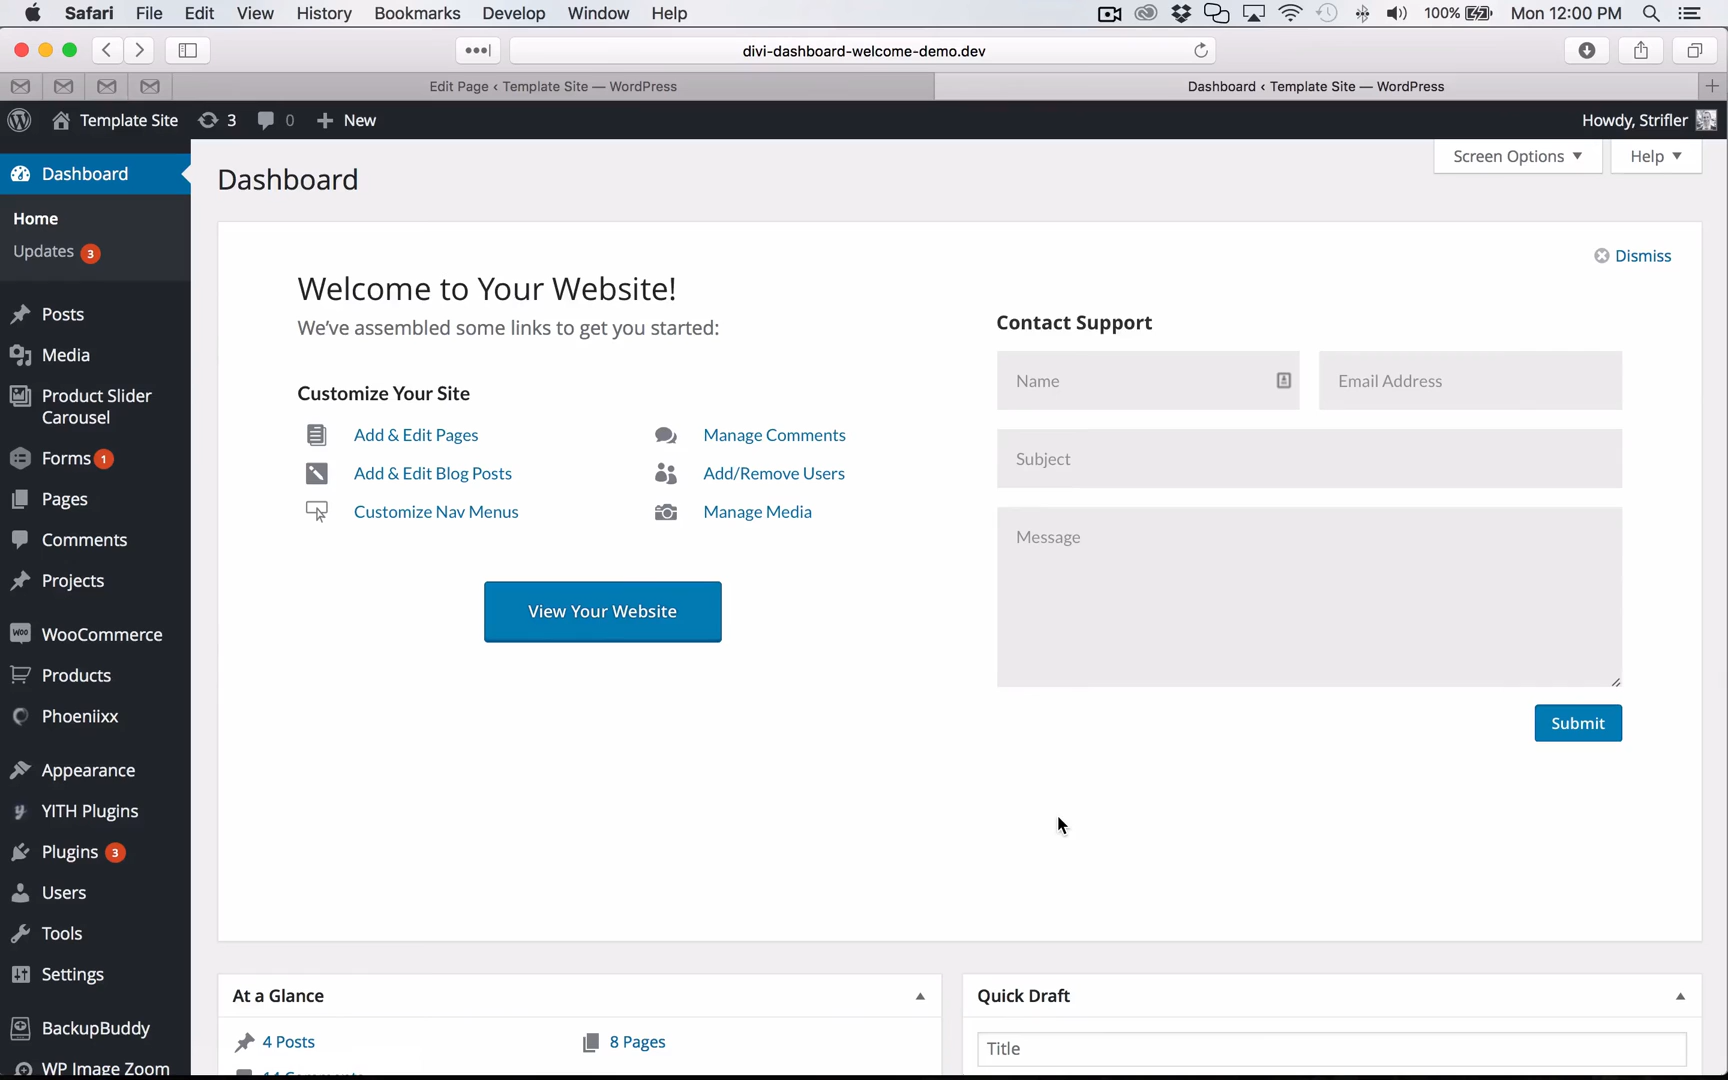 Safari File Edit View History Bookmarks Develop Window Help 100% Mon 12:00 PM
divi-dashboard-welcome-demo.dev
Edit Page ‹ Template Site — WordPress
Dashboard ‹ Template Site — WordPress
Template Site 3 0 New Howdy, Strifler
Screen Options ▼ Help ▼
Dashboard
Home
Updates 3
Posts
Media
Product Slider
Carousel
Forms 1
Pages
Comments
Projects
WooCommerce
Products
Phoeniixx
Appearance
YITH Plugins
Plugins 3
Users
Tools
Settings
BackupBuddy
WP Image Zoom
Dashboard
Dismiss
Welcome to Your Website!
We’ve assembled some links to get you started:
Customize Your Site
Add & Edit Pages
Add & Edit Blog Posts
Customize Nav Menus
Manage Comments
Add/Remove Users
Manage Media
View Your Website
Contact Support
Name
Email Address
Subject
Message
Submit
At a Glance
4 Posts
8 Pages
Quick Draft
Title